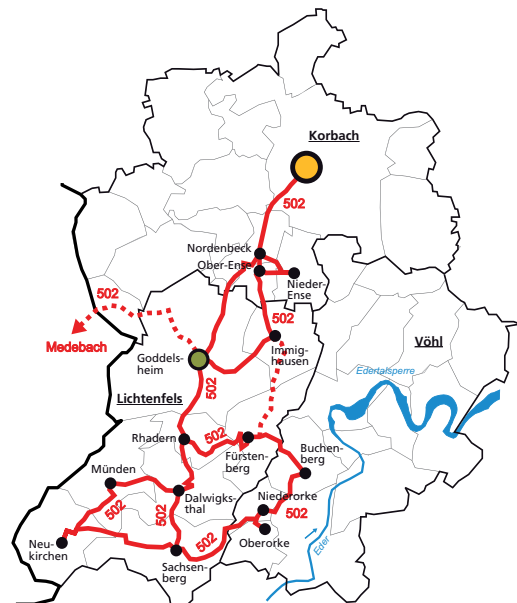 Korbach
502
Nordenbeck
Ober-Ense
Nieder-
Ense
502
Medebach
502
Immig-
hausen
Vöhl
Goddels-
heim
502
Edertalsperre
Lichtenfels
Rhadern
502
Fürsten-
berg
Buchen-
berg
Münden
Dalwigks-
thal
Niederorke
502
502
502
502
Oberorke
Neu-
kirchen
Sachsen-
berg
Eder